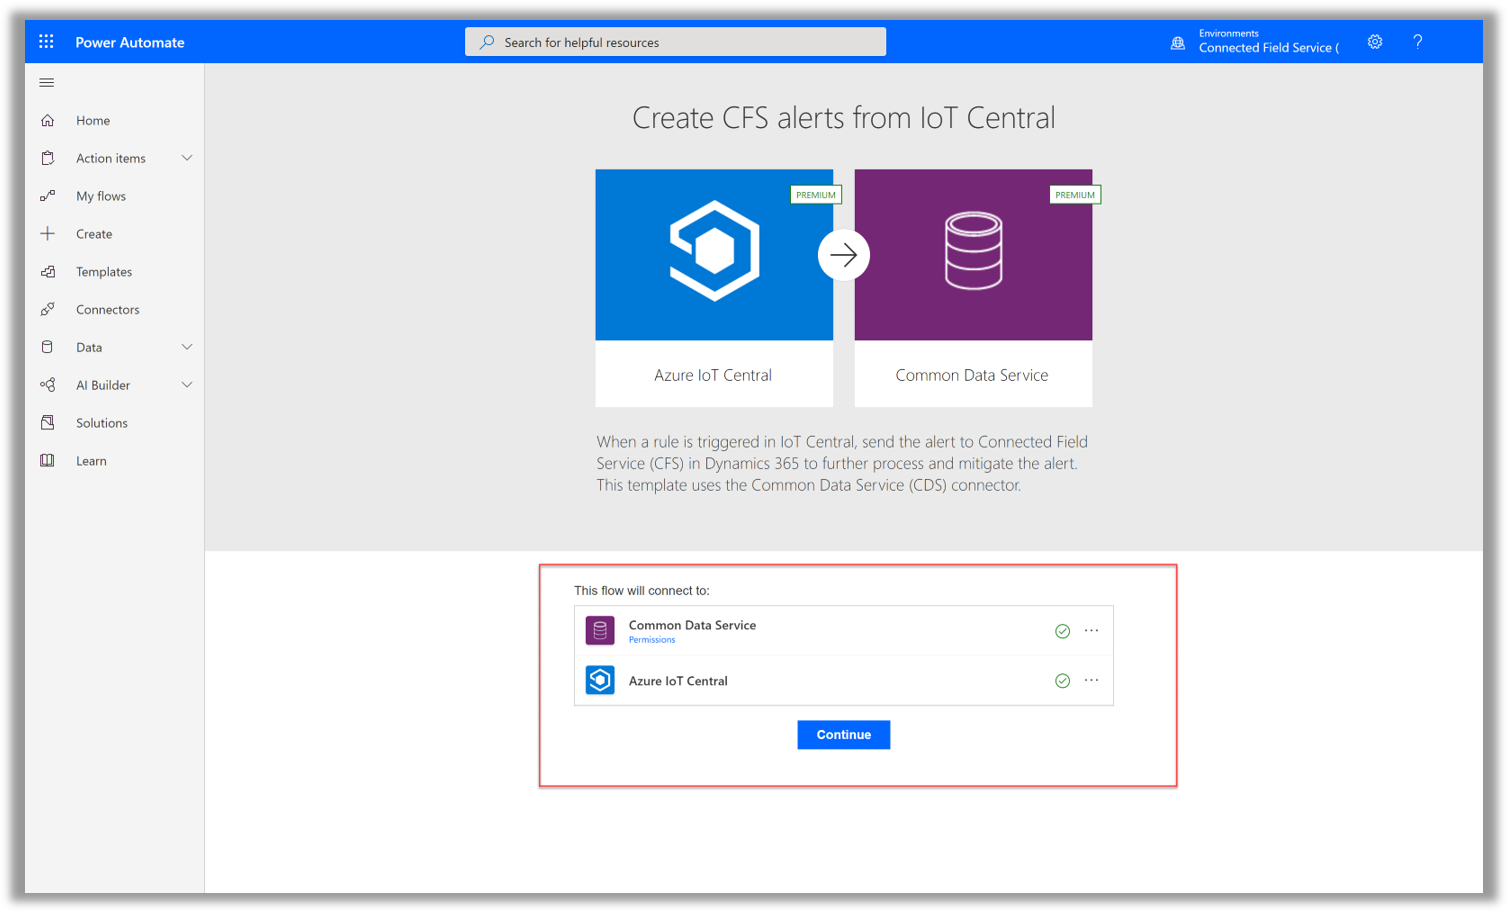 Power Automate
Search for helpful resources
Environments
Connected Field Service (
?
Home
Action items
My flows
Create
Templates
Connectors
Data
AI Builder
Solutions
Learn
Create CFS alerts from IoT Central
PREMIUM
PREMIUM
Azure IoT Central
Common Data Service
When a rule is triggered in IoT Central, send the alert to Connected Field
Service (CFS) in Dynamics 365 to further process and mitigate the alert.
This template uses the Common Data Service (CDS) connector.
This flow will connect to:
Common Data Service
Permissions
...
Azure IoT Central
...
Continue